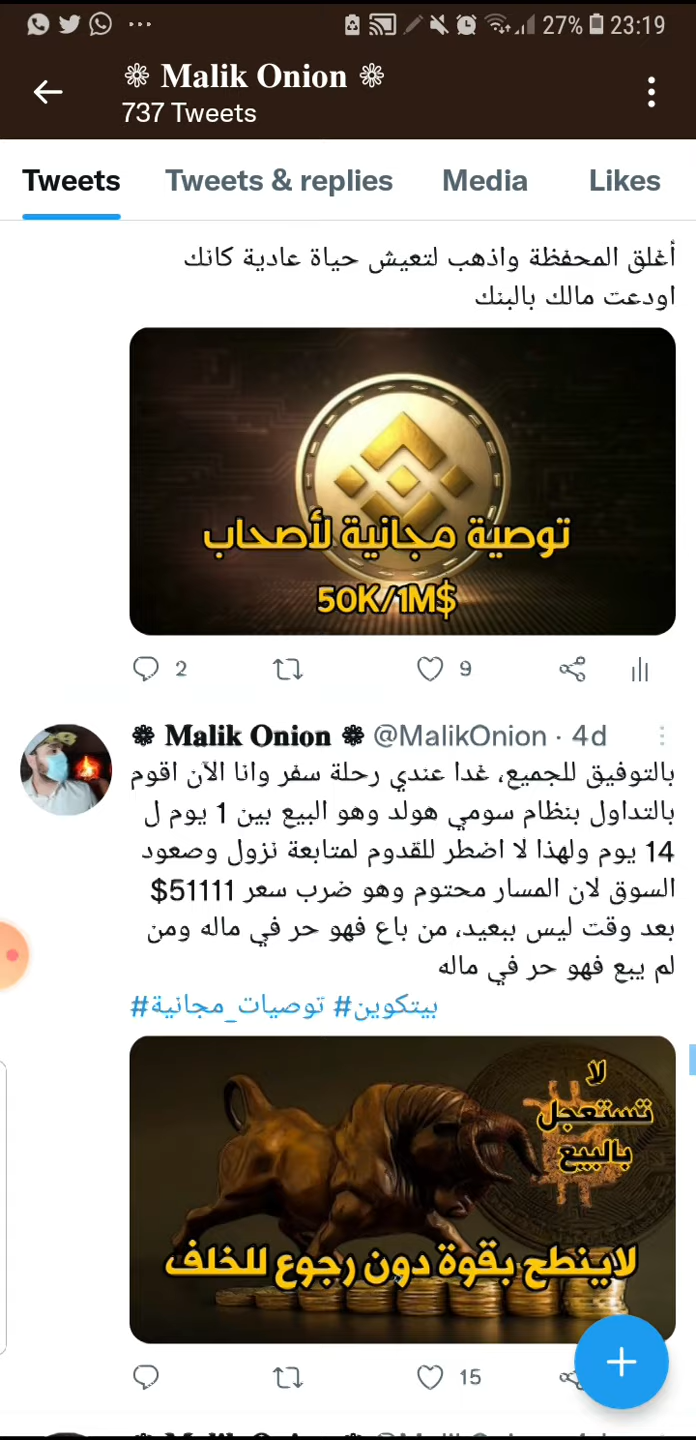 27% 23:19
❁ Malik Onion ❁
737 Tweets
Tweets Tweets & replies Media Likes
أغلق المحفظة واذهب لتعيش حياة عادية كانك
اودعت مالك بالبنك
توصية مجانية لأصحاب
50K/1M$
2 9
❁ Malik Onion ❁ @MalikOnion · 4d
بالتوفيق للجميع، غدا عندي رحلة سفر وانا الآن اقوم
بالتداول بنظام سومي هولد وهو البيع بين 1 يوم ل
14 يوم ولهذا لا اضطر للقدوم لمتابعة نزول وصعود
السوق لان المسار محتوم وهو ضرب سعر 51111$
بعد وقت ليس ببعيد، من باع فهو حر في ماله ومن
لم يبع فهو حر في ماله
#بيتكوين #توصيات_مجانية
لا
تستعجل
بالبيع
لاينطح بقوة دون رجوع للخلف
15